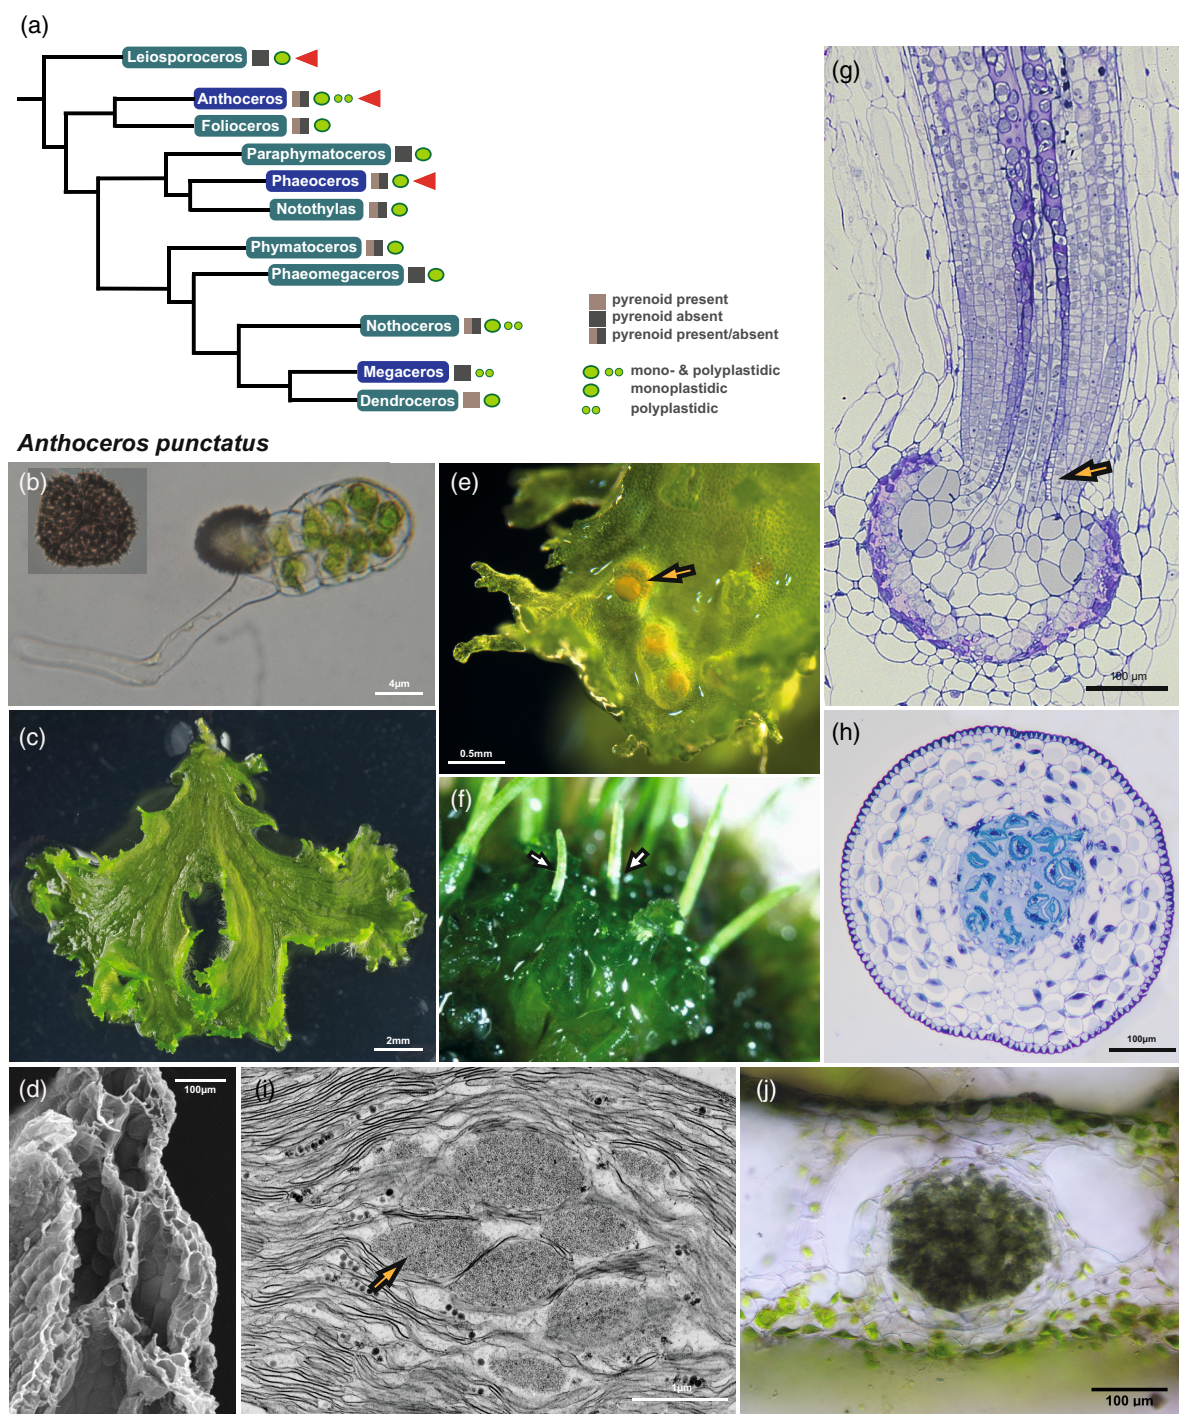 (a)
Leiosporoceros
Anthoceros
Folioceros
Paraphymatoceros
Phaeoceros
Notothylas
Phymatoceros
Phaeomegaceros
Nothoceros
Megaceros
Dendroceros
pyrenoid present
pyrenoid absent
pyrenoid present/absent
mono- & polyplastidic
monoplastidic
polyplastidic
Anthoceros punctatus
(b)
4µm
(c)
2mm
(d)
100µm
(e)
0.5mm
(f)
(g)
100 µm
(h)
100µm
(i)
1µm
(j)
100 µm